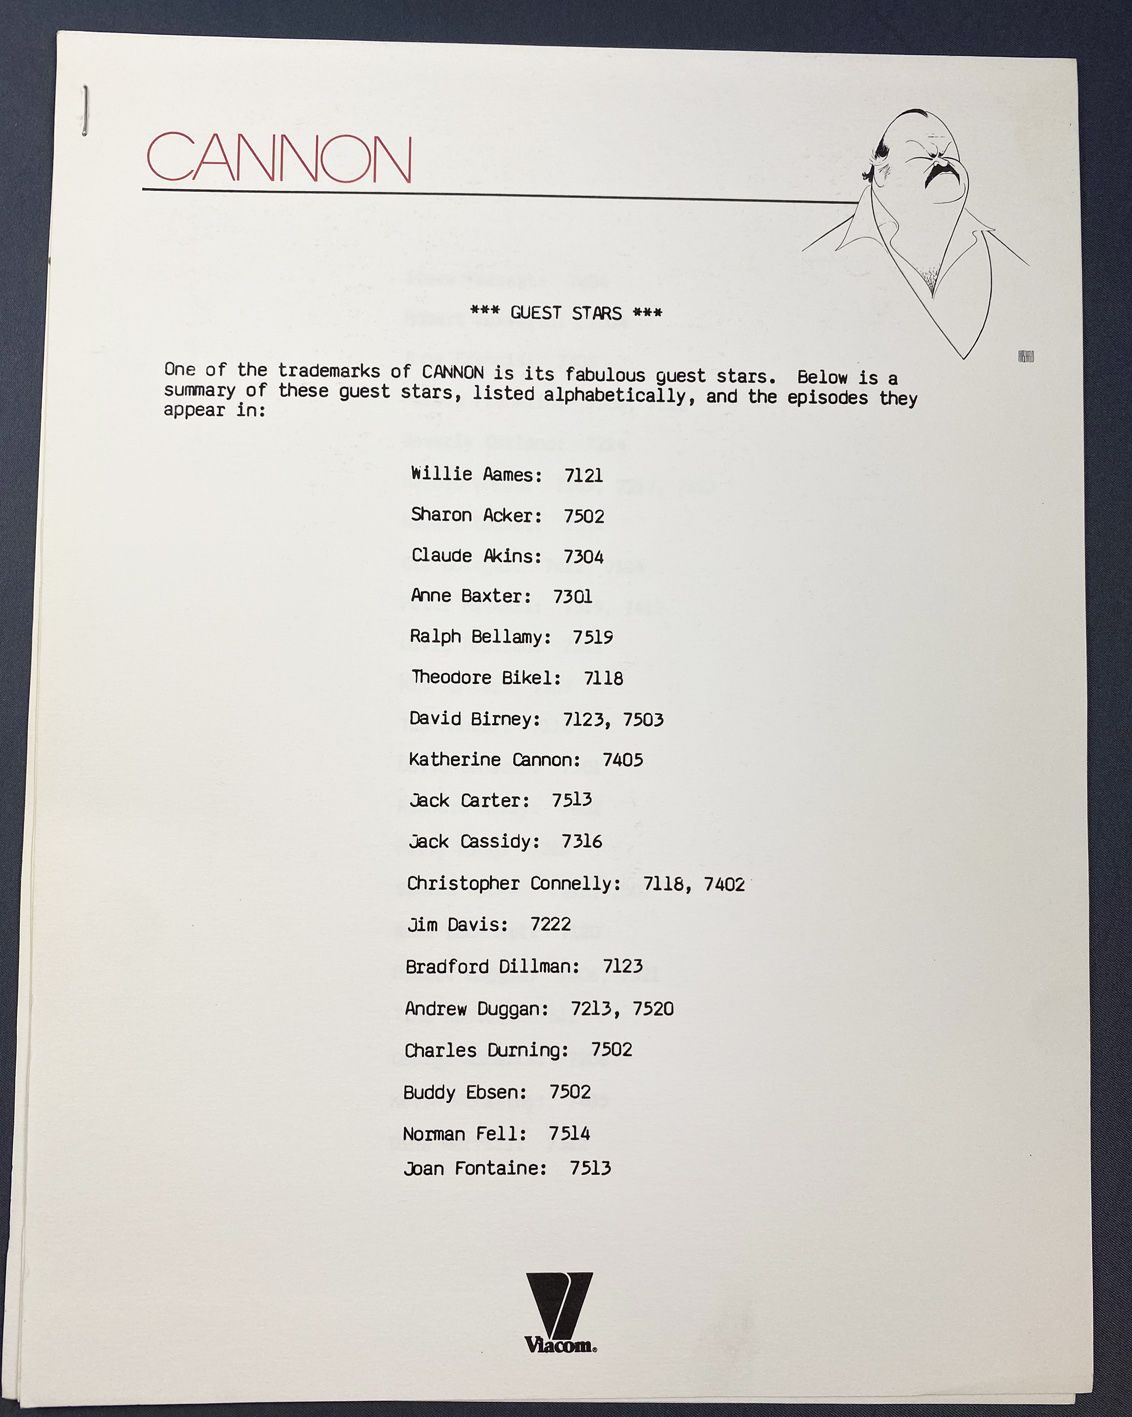 CANNON
*** GUEST STARS ***
One of the trademarks of CANNON is its fabulous guest stars.  Below is a
summary of these guest stars, listed alphabetically, and the episodes they
appear in:
Willie Aames:  7121
Sharon Acker:  7502
Claude Akins:  7304
Anne Baxter:  7301
Ralph Bellamy:  7519
Theodore Bikel:  7118
David Birney:  7123, 7503
Katherine Cannon:  7405
Jack Carter:  7513
Jack Cassidy:  7316
Christopher Connelly:  7118, 7402
Jim Davis:  7222
Bradford Dillman:  7123
Andrew Duggan:  7213, 7520
Charles Durning:  7502
Buddy Ebsen:  7502
Norman Fell:  7514
Joan Fontaine:  7513
Viacom®